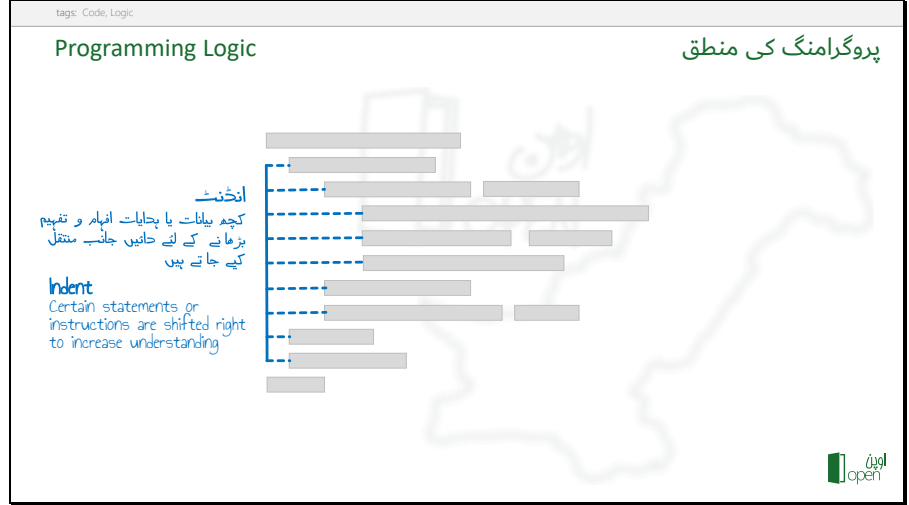 tags: Code, Logic
Programming Logic
پروگرامنگ کی منطق
انڈنٹ
کچھ بیانات یا ہدایات افہام و تفہیم
بڑھانے کے لئے دائیں جانب منتقل
کیے جاتے ہیں
Indent
Certain statements or
instructions are shifted right
to increase understanding
اوپن
open